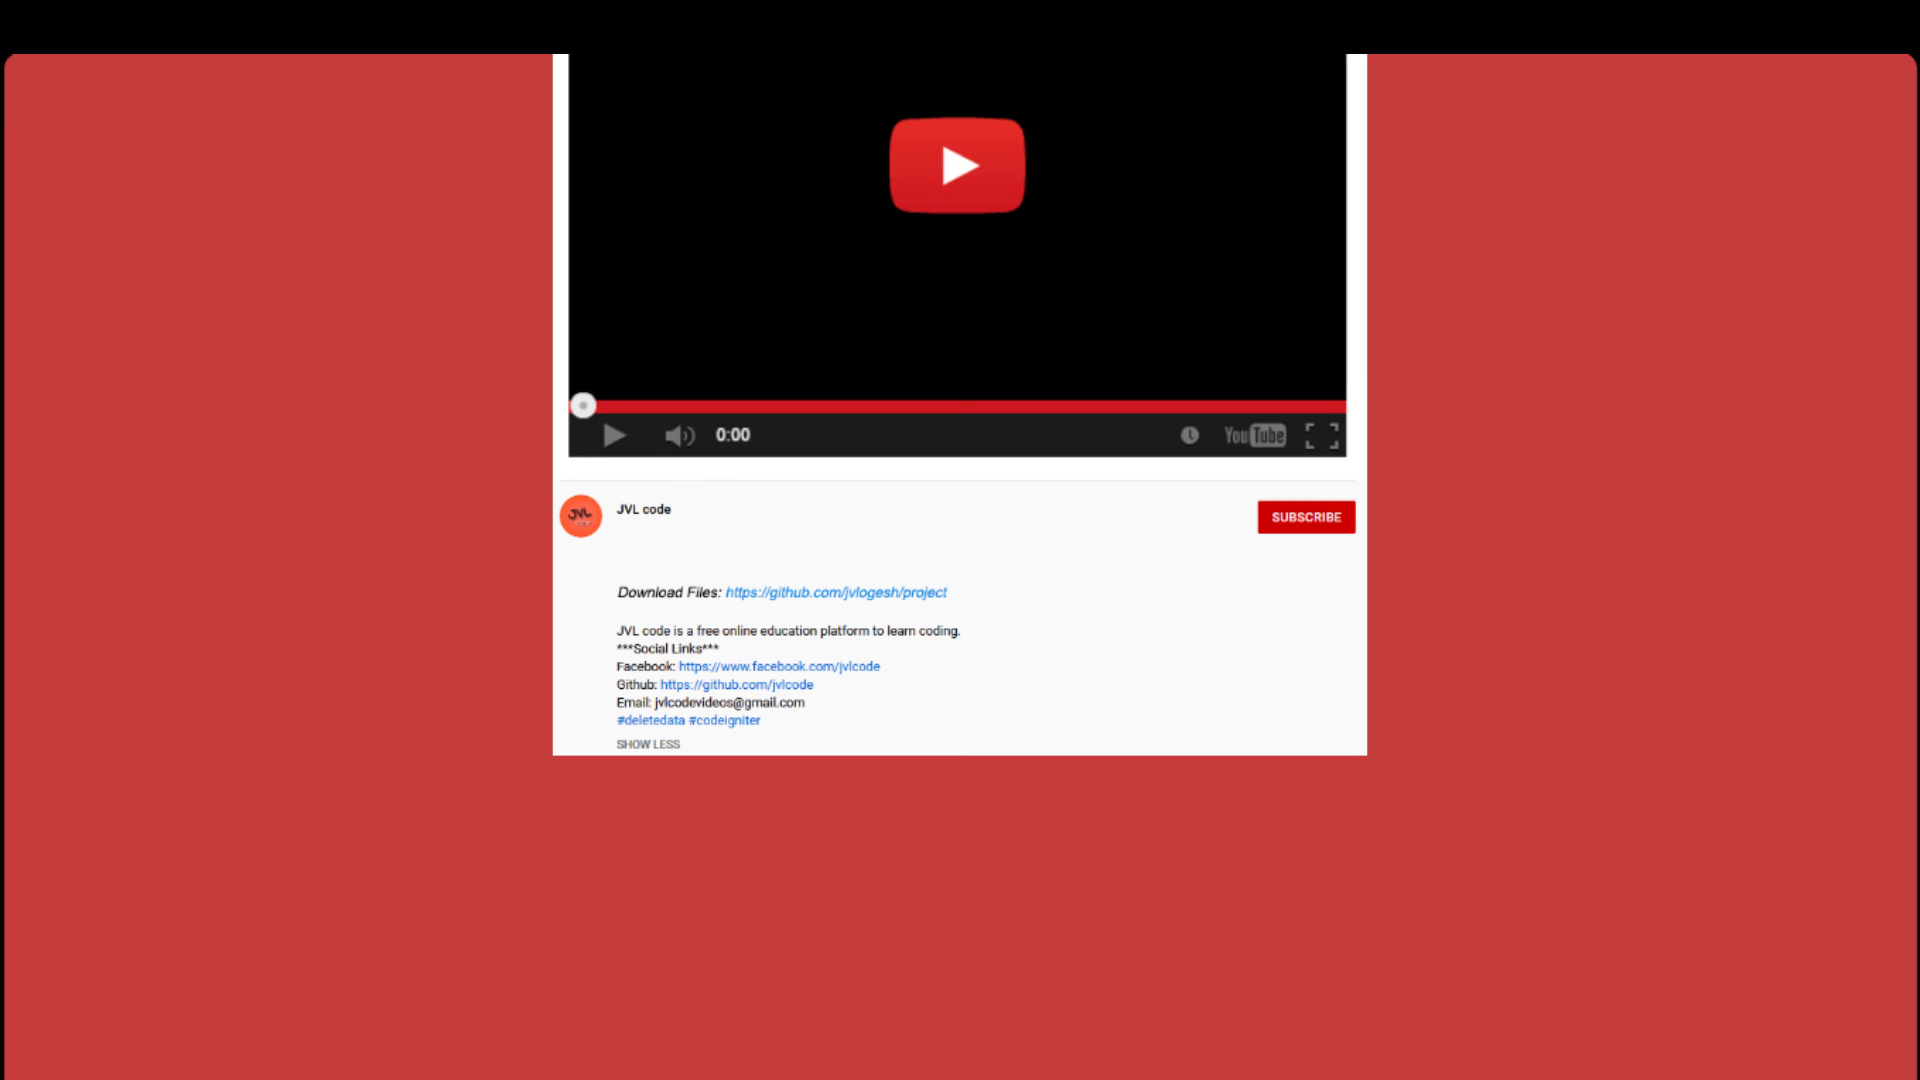 0:00
YouTube
JVL
JVL code
SUBSCRIBE
Download Files: https://github.com/jvlogesh/project
JVL code is a free online education platform to learn coding.
***Social Links***
Facebook: https://www.facebook.com/jvlcode
Github: https://github.com/jvlcode
Email: jvlcodevideos@gmail.com
#deletedata #codeigniter
SHOW LESS